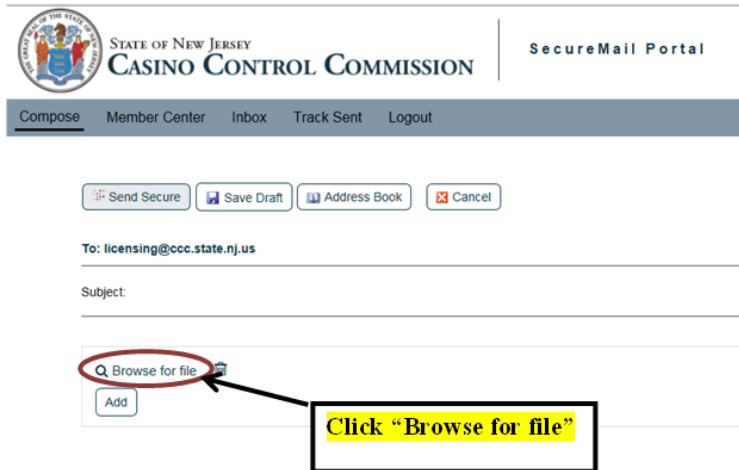 STATE OF NEW JERSEY
CASINO CONTROL COMMISSION
SecureMail Portal
Compose Member Center Inbox Track Sent Logout
Send Secure Save Draft Address Book Cancel
To: licensing@ccc.state.nj.us
Subject:
Browse for file
Add
Click “Browse for file”